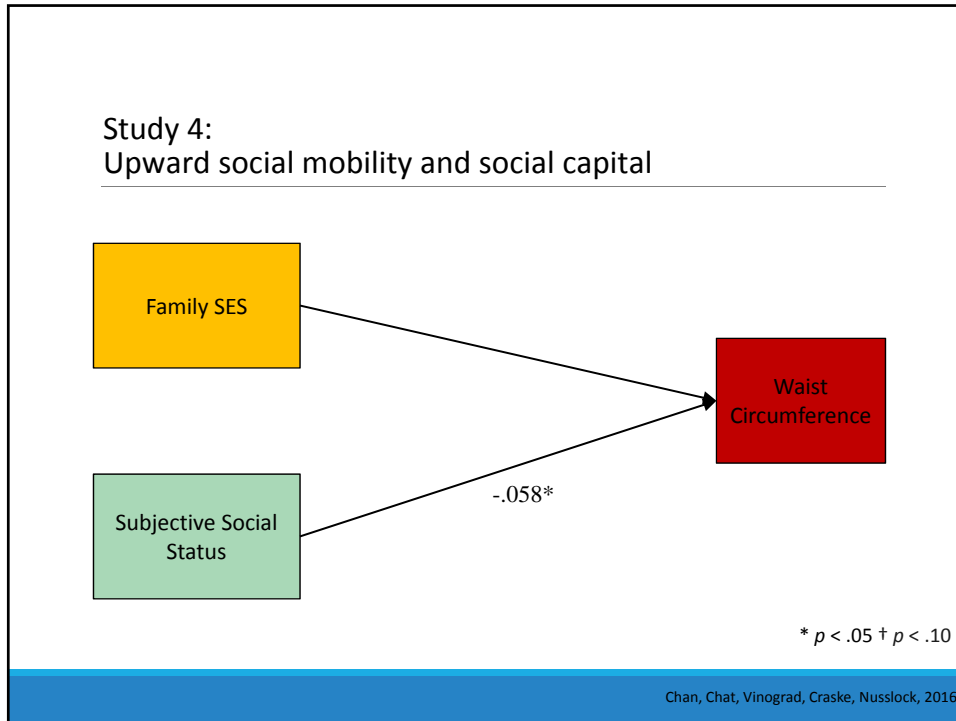 Study 4:
Upward social mobility and social capital
Family SES
Waist
Circumference
-.058*
Subjective Social
Status
* p < .05 † p < .10
Chan, Chat, Vinograd, Craske, Nusslock, 2016